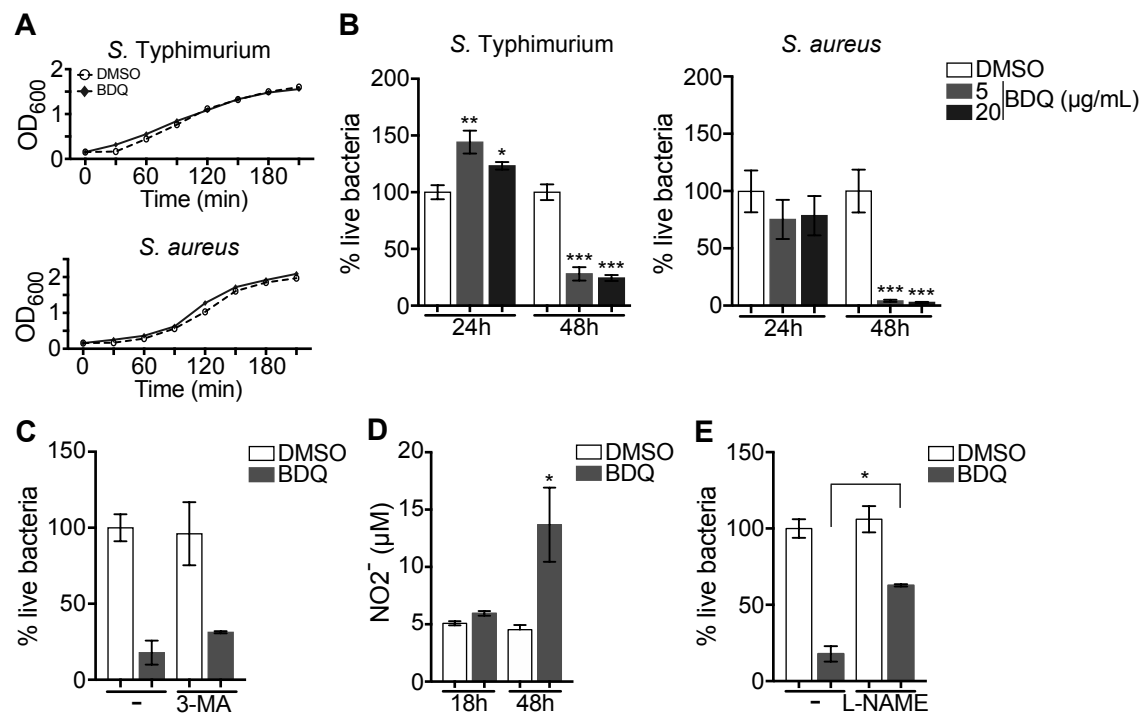 A
S. Typhimurium
2
1
0
OD600
DMSO
BDQ
0 60 120 180
Time (min)
S. aureus
2
1
0
OD600
0 60 120 180
Time (min)
B
S. Typhimurium
200
150
100
50
0
% live bacteria
** *
*** ***
24h 48h
S. aureus
200
150
100
50
0
% live bacteria
*** ***
24h 48h
DMSO
5
20
BDQ (µg/mL)
C
150
100
50
0
% live bacteria
DMSO
BDQ
- 3-MA
D
20
15
10
5
0
NO2⁻ (µM)
DMSO
BDQ
*
18h 48h
E
150
100
50
0
% live bacteria
DMSO
BDQ
*
- L-NAME